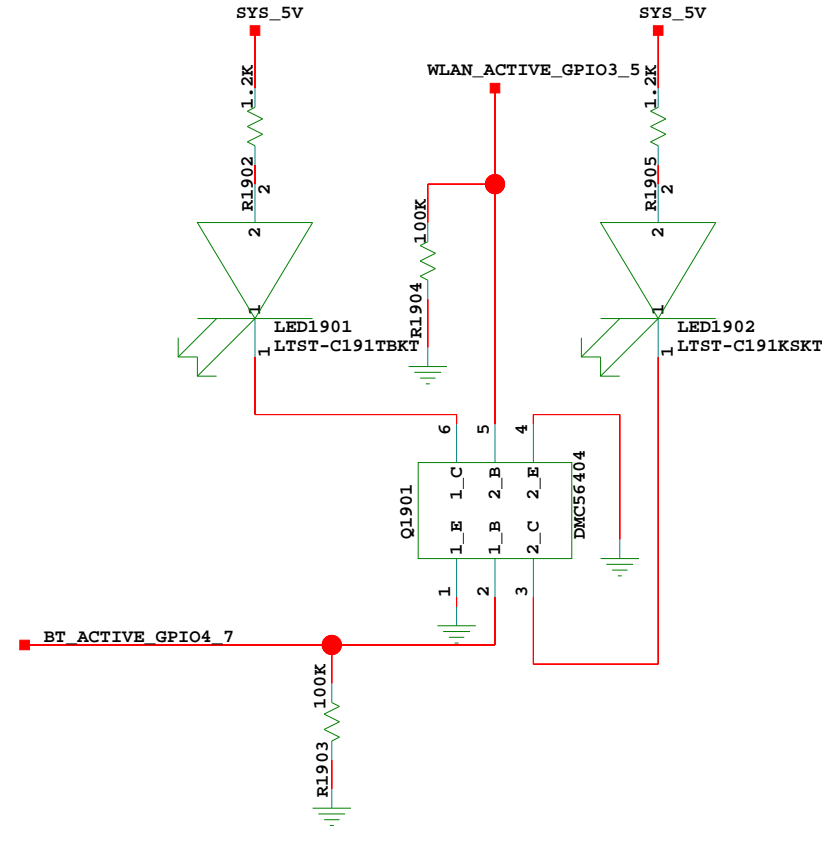 SYS_5V
SYS_5V
WLAN_ACTIVE_GPIO3_5
1.2K
1.2K
R1902
2
R1905
2
2
2
100K
R1904
1
1
LED1901
LTST-C191TBKT
1
LED1902
LTST-C191KSKT
1
6
5
4
1_C
2_B
2_E
Q1901
DMC56404
1_E
1_B
2_C
1
2
3
BT_ACTIVE_GPIO4_7
100K
R1903